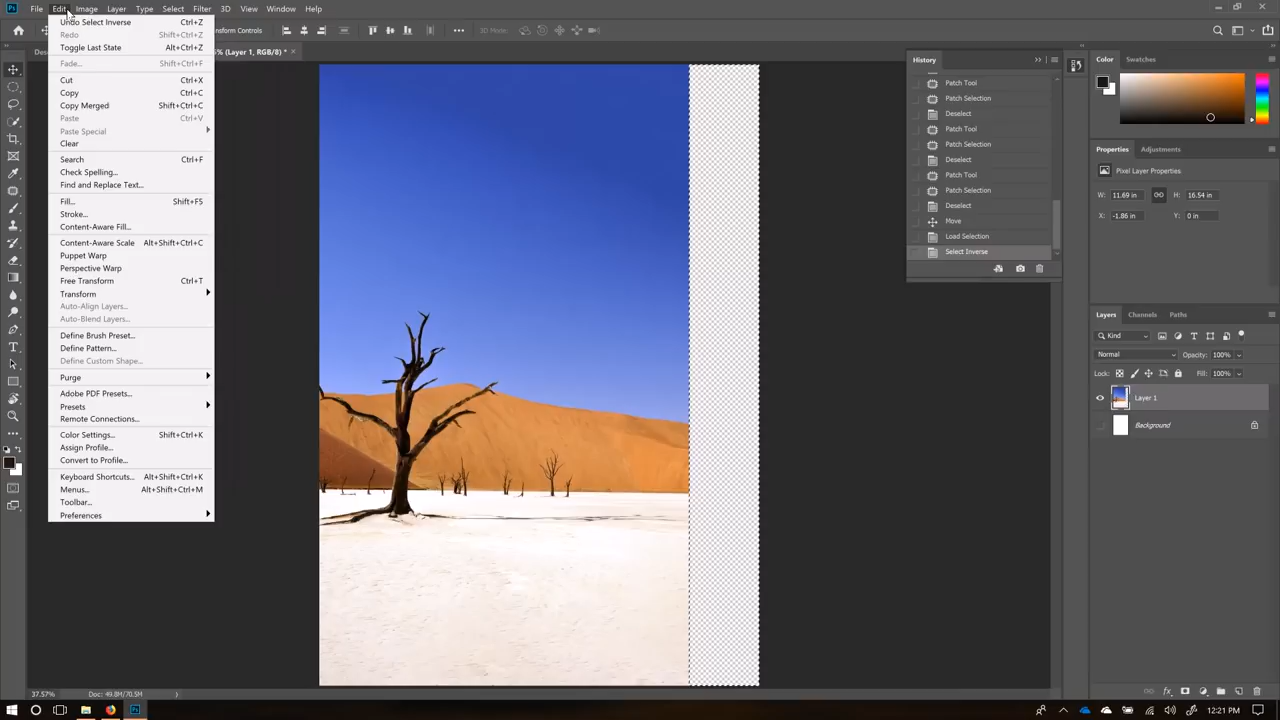 Ps File Edit Image Layer Type Select Filter 3D View Window Help
Transform Controls 3D Mode:
% (Layer 1, RGB/8) * ×
Undo Select Inverse Ctrl+Z
Redo Shift+Ctrl+Z
Toggle Last State Alt+Ctrl+Z
Fade... Shift+Ctrl+F
Cut Ctrl+X
Copy Ctrl+C
Copy Merged Shift+Ctrl+C
Paste Ctrl+V
Paste Special
Clear
Search Ctrl+F
Check Spelling...
Find and Replace Text...
Fill... Shift+F5
Stroke...
Content-Aware Fill...
Content-Aware Scale Alt+Shift+Ctrl+C
Puppet Warp
Perspective Warp
Free Transform Ctrl+T
Transform
Auto-Align Layers...
Auto-Blend Layers...
Define Brush Preset...
Define Pattern...
Define Custom Shape...
Purge
Adobe PDF Presets...
Presets
Remote Connections...
Color Settings... Shift+Ctrl+K
Assign Profile...
Convert to Profile...
Keyboard Shortcuts... Alt+Shift+Ctrl+K
Menus... Alt+Shift+Ctrl+M
Toolbar...
Preferences
History
Patch Tool
Patch Selection
Deselect
Patch Tool
Patch Selection
Deselect
Patch Tool
Patch Selection
Deselect
Move
Load Selection
Select Inverse
Color Swatches
Properties Adjustments
Pixel Layer Properties
W: 11.69 in H: 16.54 in
X: -1.86 in Y: 0 in
Layers Channels Paths
Kind
Normal Opacity: 100%
Lock: Fill: 100%
Layer 1
Background
37.57% Doc: 49.8M/70.5M
12:21 PM